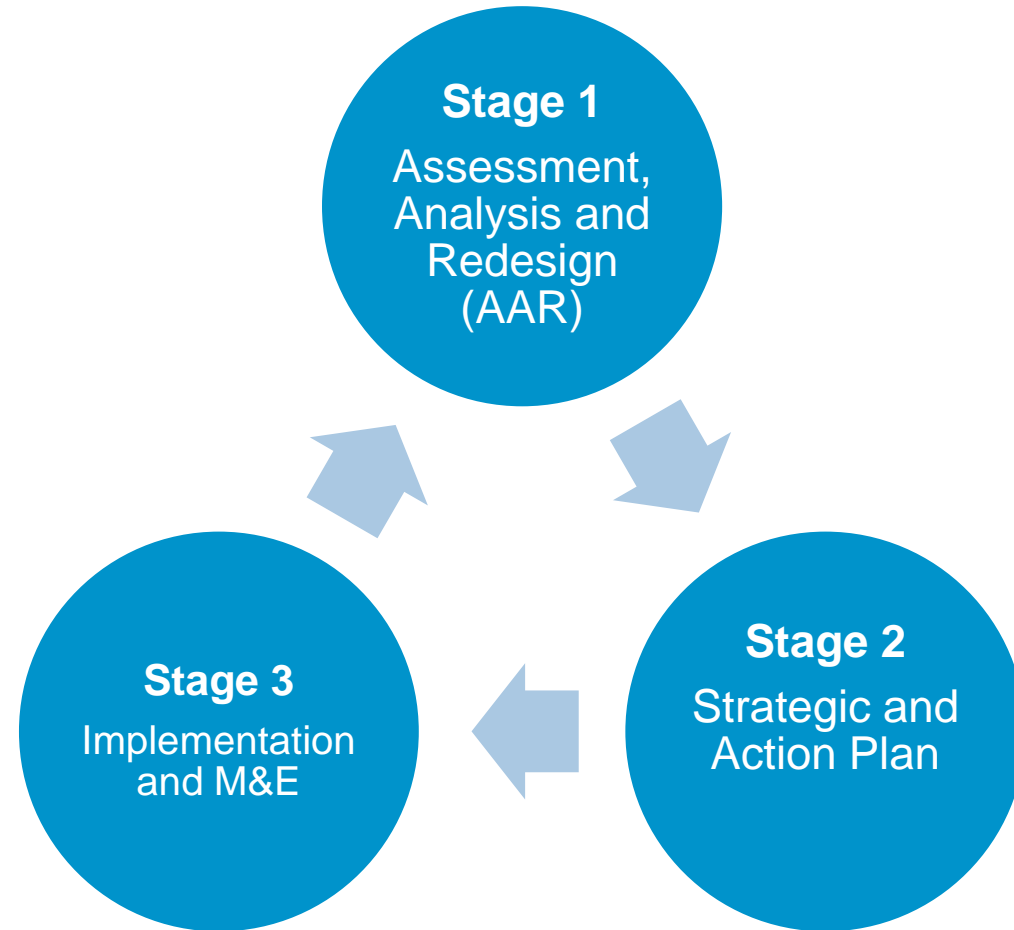 Stage 1
Assessment,
Analysis and
Redesign
(AAR)
Stage 2
Strategic and
Action Plan
Stage 3
Implementation
and M&E